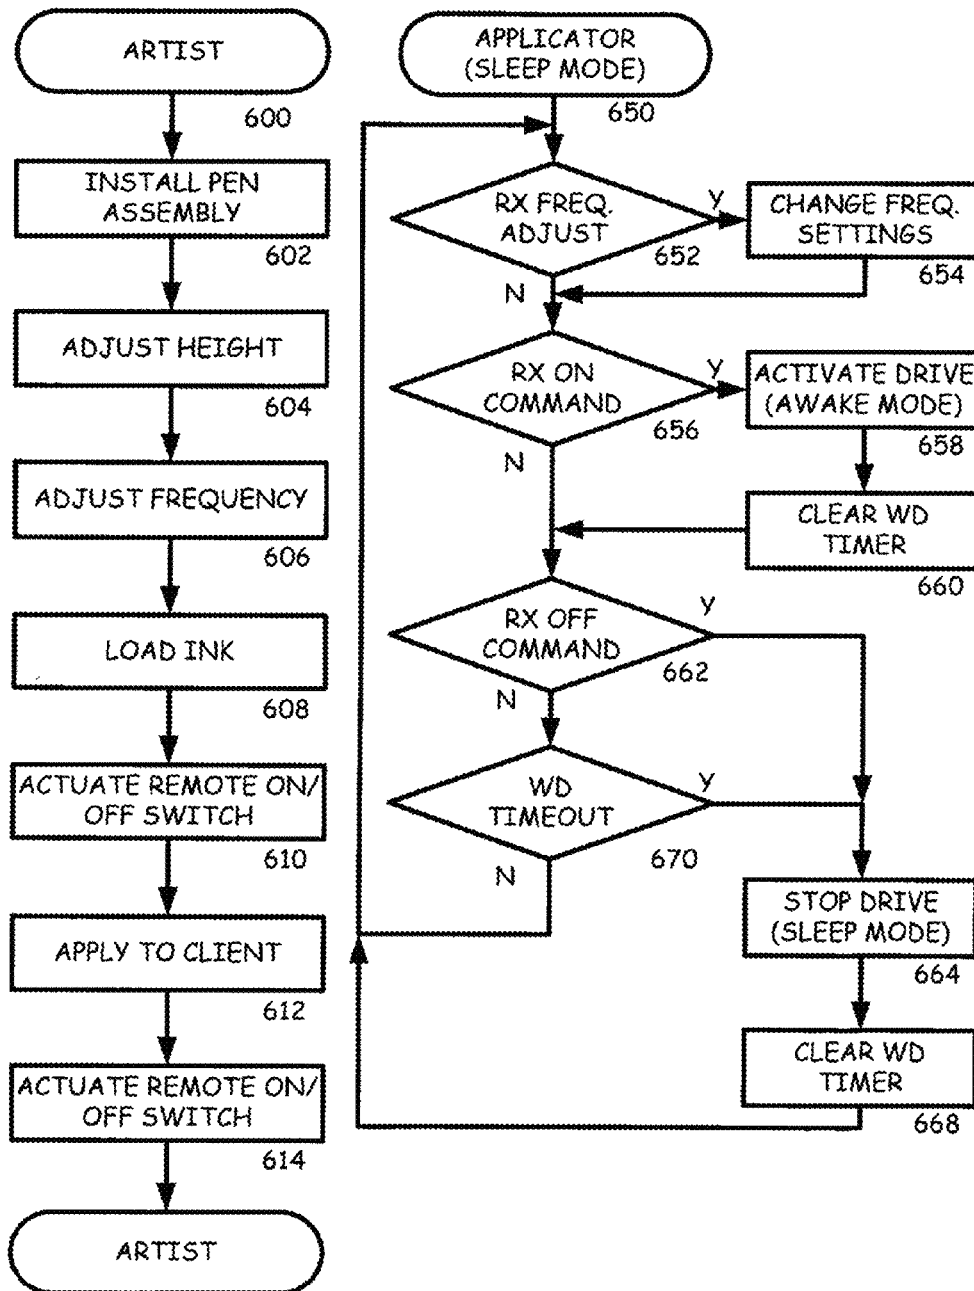 ARTIST
600
INSTALL PEN
ASSEMBLY
602
ADJUST HEIGHT
604
ADJUST FREQUENCY
606
LOAD INK
608
ACTUATE REMOTE ON/
OFF SWITCH
610
APPLY TO CLIENT
612
ACTUATE REMOTE ON/
OFF SWITCH
614
ARTIST
APPLICATOR
(SLEEP MODE)
650
RX FREQ.
ADJUST
Y
652
N
CHANGE FREQ.
SETTINGS
654
RX ON
COMMAND
Y
656
N
ACTIVATE DRIVE
(AWAKE MODE)
658
CLEAR WD
TIMER
660
RX OFF
COMMAND
Y
662
N
WD
TIMEOUT
Y
670
N
STOP DRIVE
(SLEEP MODE)
664
CLEAR WD
TIMER
668